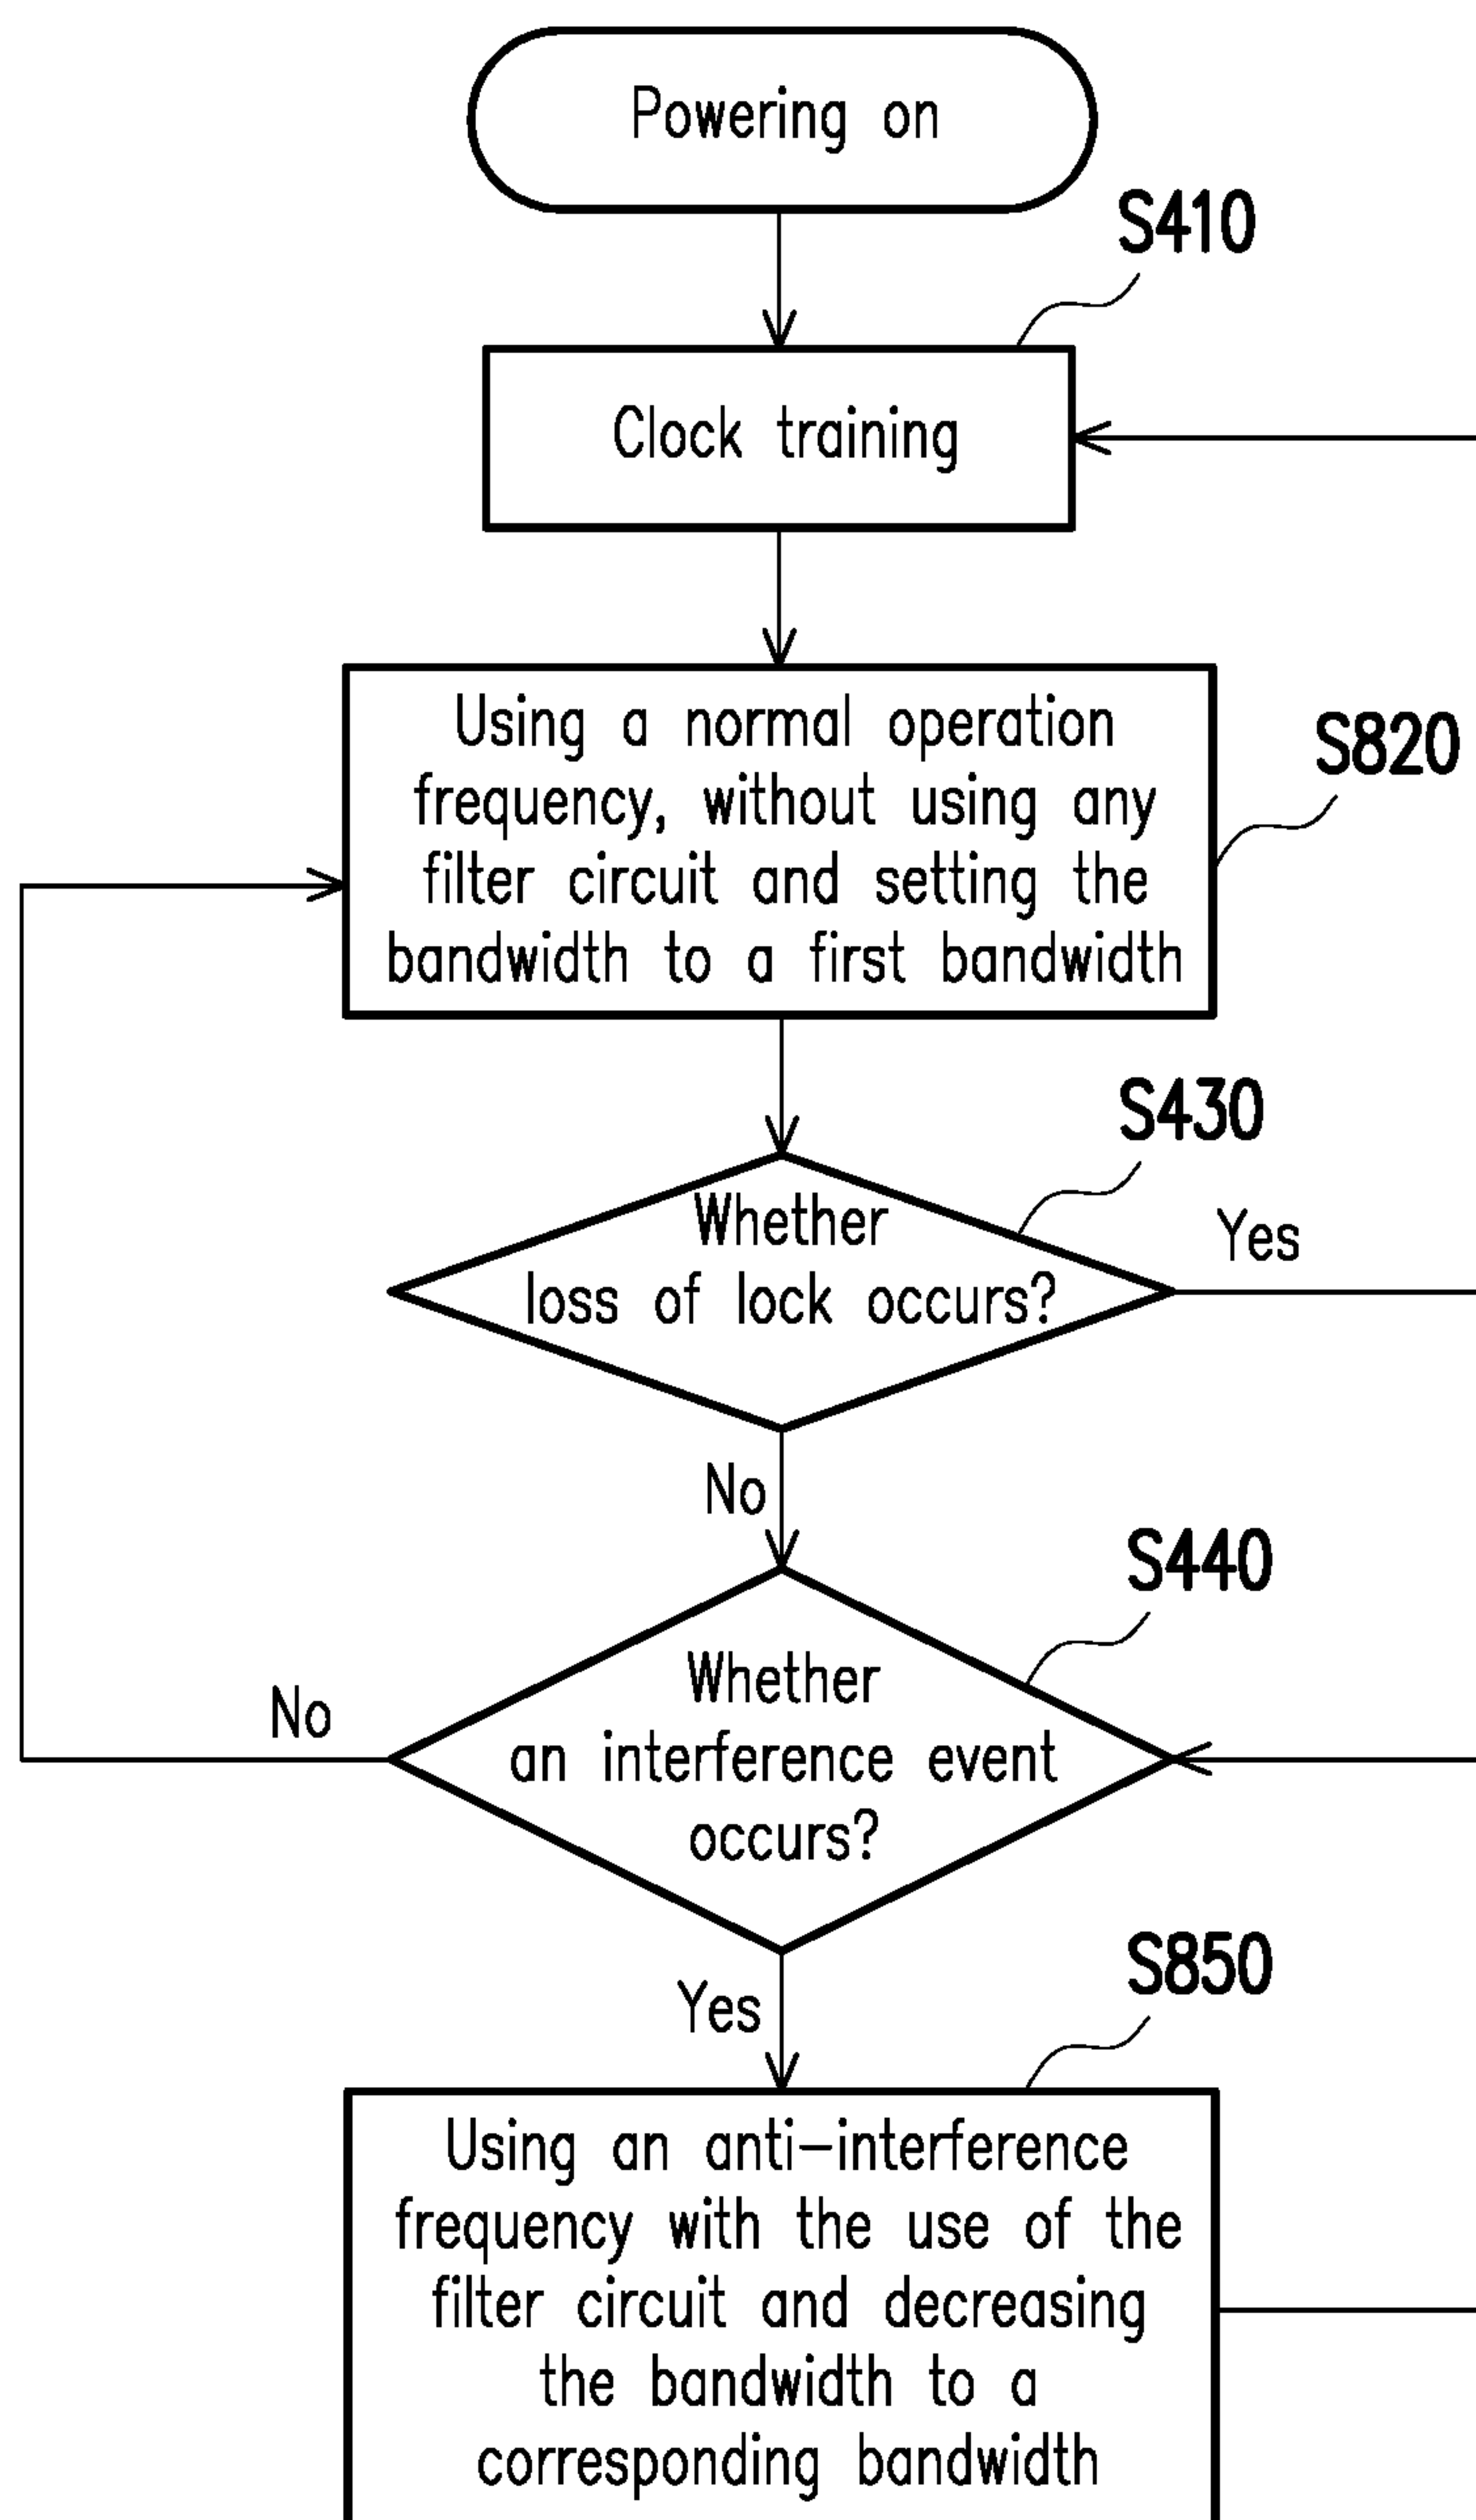 Powering on
S410
Clock training
Using a normal operation
S820
frequency, without using any
filter circuit and setting the
bandwidth to a first bandwidth
S430
Whether
Yes
loss of lock occurs?
No
S440
Whether
No
an interference event
occurs?
S850
Yes
Using an anti-interference
frequency with the use of the
filter circuit and decreasing
the bandwidth to a
corresponding bandwidth